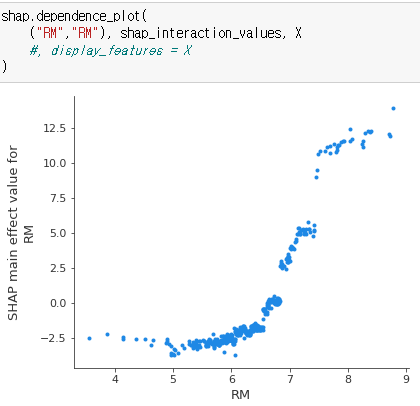 shap.dependence_plot(
("RM","RM"), shap_interaction_values, X
#, display_features = X
)
SHAP main effect value for
RM
12.5
10.0
7.5
5.0
2.5
0.0
−2.5
4 5 6 7 8 9
RM